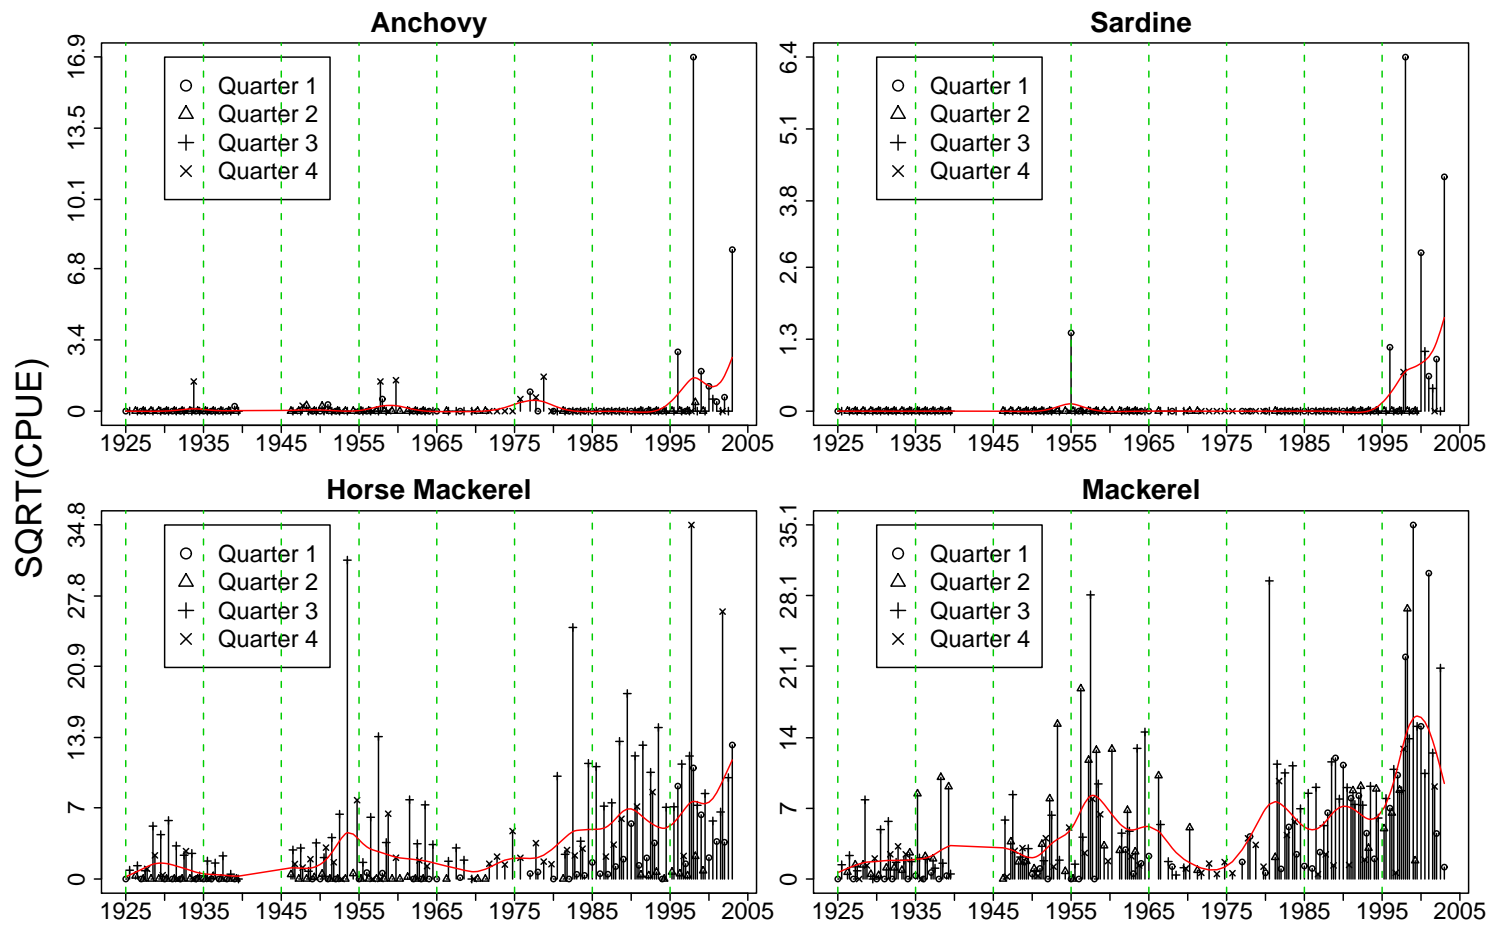 SQRT(CPUE)
Anchovy
16.9
13.5
10.1
6.8
3.4
0
Quarter 1
Quarter 2
Quarter 3
Quarter 4
1925 1935 1945 1955 1965 1975 1985 1995 2005
Sardine
6.4
5.1
3.8
2.6
1.3
0
Quarter 1
Quarter 2
Quarter 3
Quarter 4
1925 1935 1945 1955 1965 1975 1985 1995 2005
Horse Mackerel
34.8
27.8
20.9
13.9
7
0
Quarter 1
Quarter 2
Quarter 3
Quarter 4
1925 1935 1945 1955 1965 1975 1985 1995 2005
Mackerel
35.1
28.1
21.1
14
7
0
Quarter 1
Quarter 2
Quarter 3
Quarter 4
1925 1935 1945 1955 1965 1975 1985 1995 2005